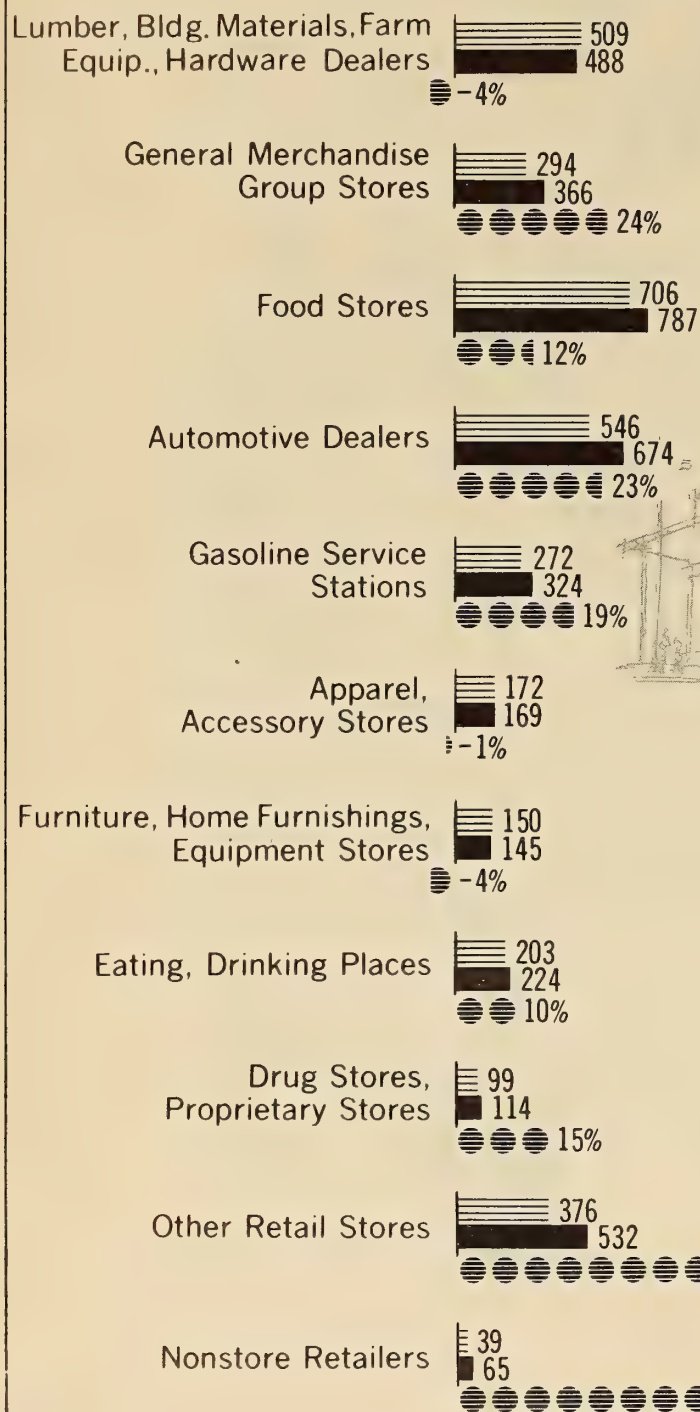 Lumber, Bldg. Materials, Farm
Equip., Hardware Dealers
509
488
-4%
General Merchandise
Group Stores
294
366
24%
Food Stores
706
787
12%
Automotive Dealers
546
674
23%
Gasoline Service
Stations
272
324
19%
Apparel,
Accessory Stores
172
169
-1%
Furniture, Home Furnishings,
Equipment Stores
150
145
-4%
Eating, Drinking Places
203
224
10%
Drug Stores,
Proprietary Stores
99
114
15%
Other Retail Stores
376
532
Nonstore Retailers
39
65